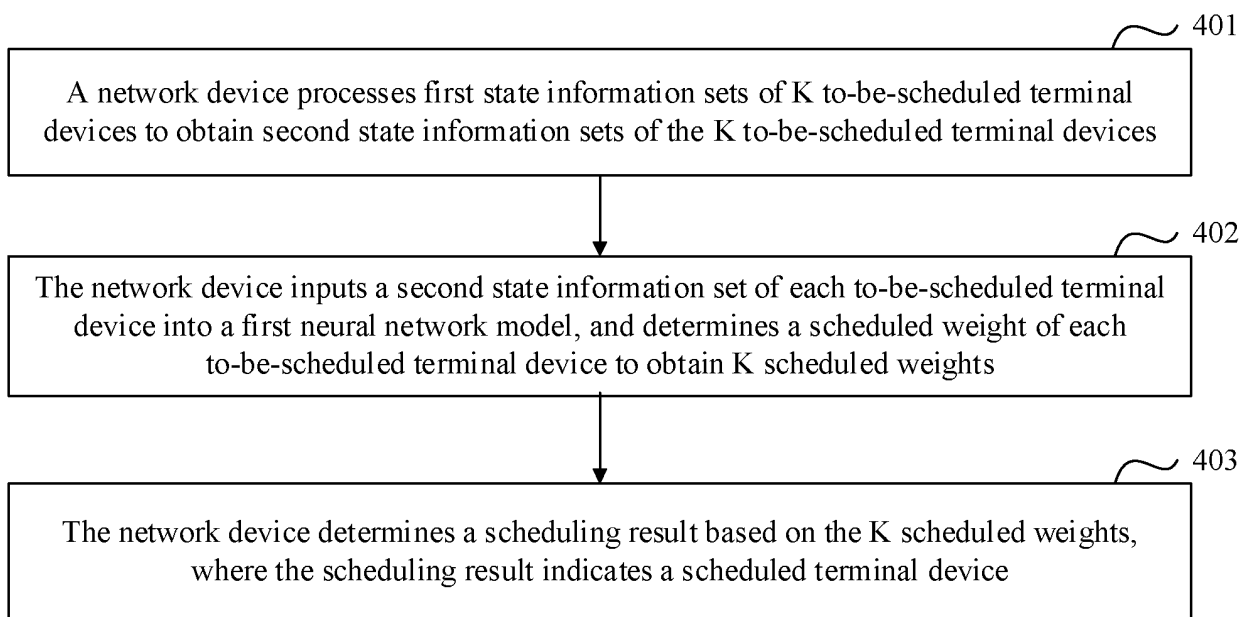 401
A network device processes first state information sets of K to-be-scheduled terminal
devices to obtain second state information sets of the K to-be-scheduled terminal devices
402
The network device inputs a second state information set of each to-be-scheduled terminal
device into a first neural network model, and determines a scheduled weight of each
to-be-scheduled terminal device to obtain K scheduled weights
403
The network device determines a scheduling result based on the K scheduled weights,
where the scheduling result indicates a scheduled terminal device